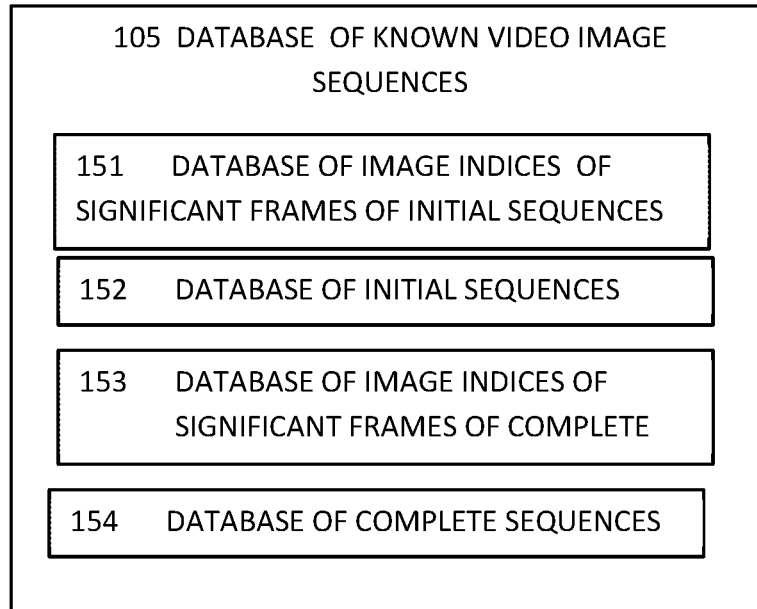 105 DATABASE OF KNOWN VIDEO IMAGE
SEQUENCES
151 DATABASE OF IMAGE INDICES OF
SIGNIFICANT FRAMES OF INITIAL SEQUENCES
152 DATABASE OF INITIAL SEQUENCES
153 DATABASE OF IMAGE INDICES OF
SIGNIFICANT FRAMES OF COMPLETE
154 DATABASE OF COMPLETE SEQUENCES